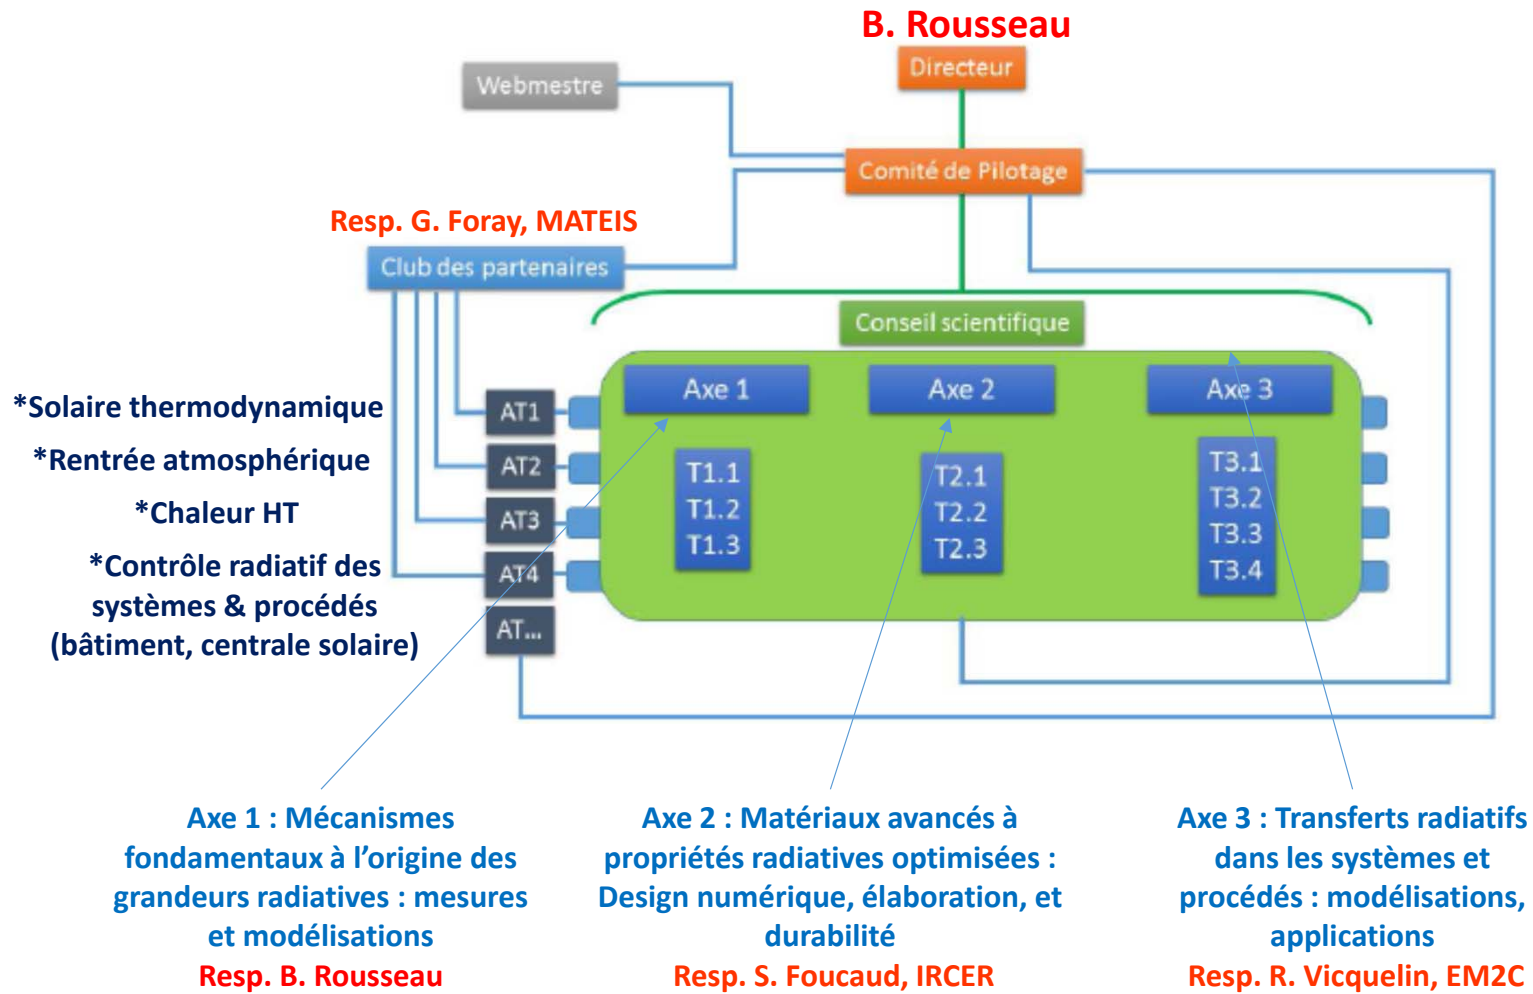 B. Rousseau
Directeur
Webmestre
Comité de Pilotage
Resp. G. Foray, MATEIS
Club des partenaires
Conseil scientifique
Axe 1
Axe 2
Axe 3
*Solaire thermodynamique
*Rentrée atmosphérique
*Chaleur HT
*Contrôle radiatif des
systèmes & procédés
(bâtiment, centrale solaire)
AT1
AT2
AT3
AT4
AT...
T1.1
T1.2
T1.3
T2.1
T2.2
T2.3
T3.1
T3.2
T3.3
T3.4
Axe 1 : Mécanismes
fondamentaux à l’origine des
grandeurs radiatives : mesures
et modélisations
Resp. B. Rousseau
Axe 2 : Matériaux avancés à
propriétés radiatives optimisées :
Design numérique, élaboration, et
durabilité
Resp. S. Foucaud, IRCER
Axe 3 : Transferts radiatifs
dans les systèmes et
procédés : modélisations,
applications
Resp. R. Vicquelin, EM2C